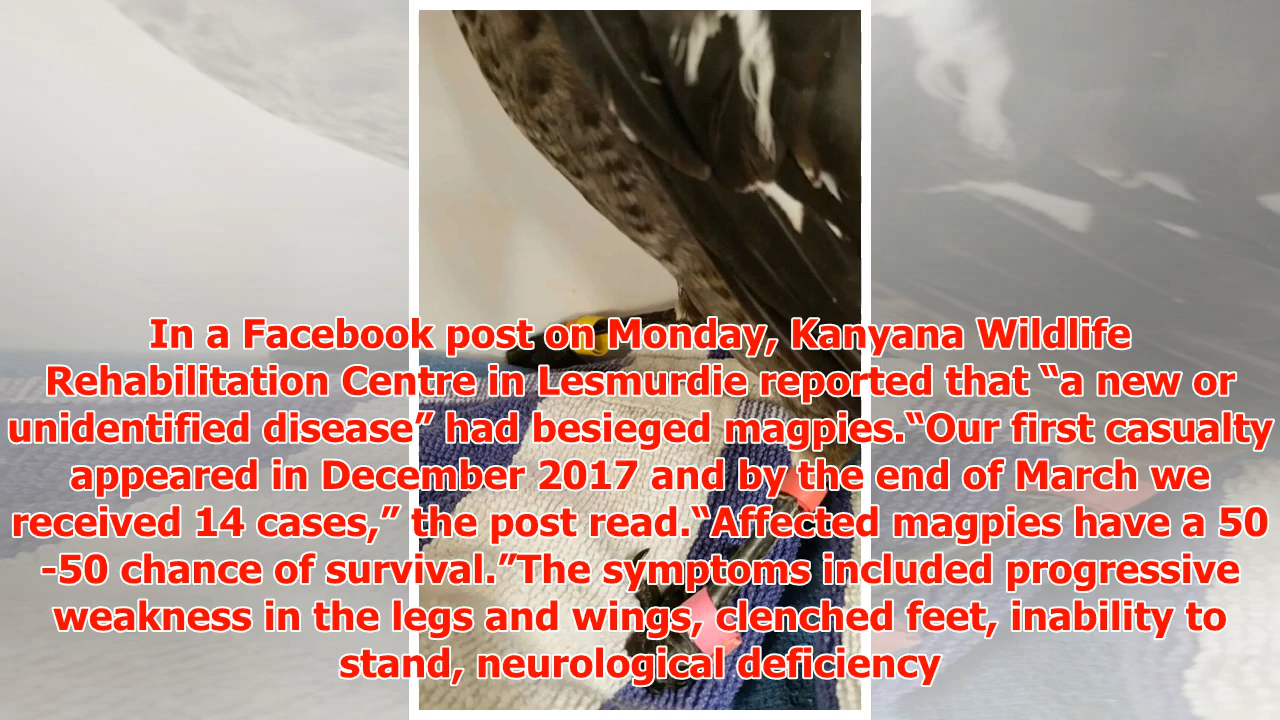 In a Facebook post on Monday, Kanyana Wildlife
Rehabilitation Centre in Lesmurdie reported that “a new or
unidentified disease” had besieged magpies.“Our first casualty
appeared in December 2017 and by the end of March we
received 14 cases,” the post read.“Affected magpies have a 50
-50 chance of survival.”The symptoms included progressive
weakness in the legs and wings, clenched feet, inability to
stand, neurological deficiency